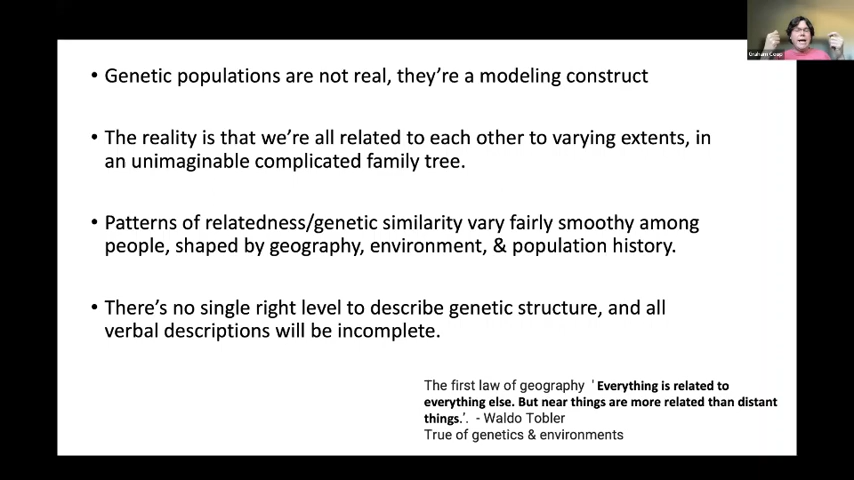 • Genetic populations are not real, they're a modeling construct
• The reality is that we're all related to each other to varying extents, in
an unimaginable complicated family tree.
• Patterns of relatedness/genetic similarity vary fairly smoothy among
people, shaped by geography, environment, & population history.
• There's no single right level to describe genetic structure, and all
verbal descriptions will be incomplete.
The first law of geography ' Everything is related to
everything else. But near things are more related than distant
things.'. - Waldo Tobler
True of genetics & environments
Graham Coop